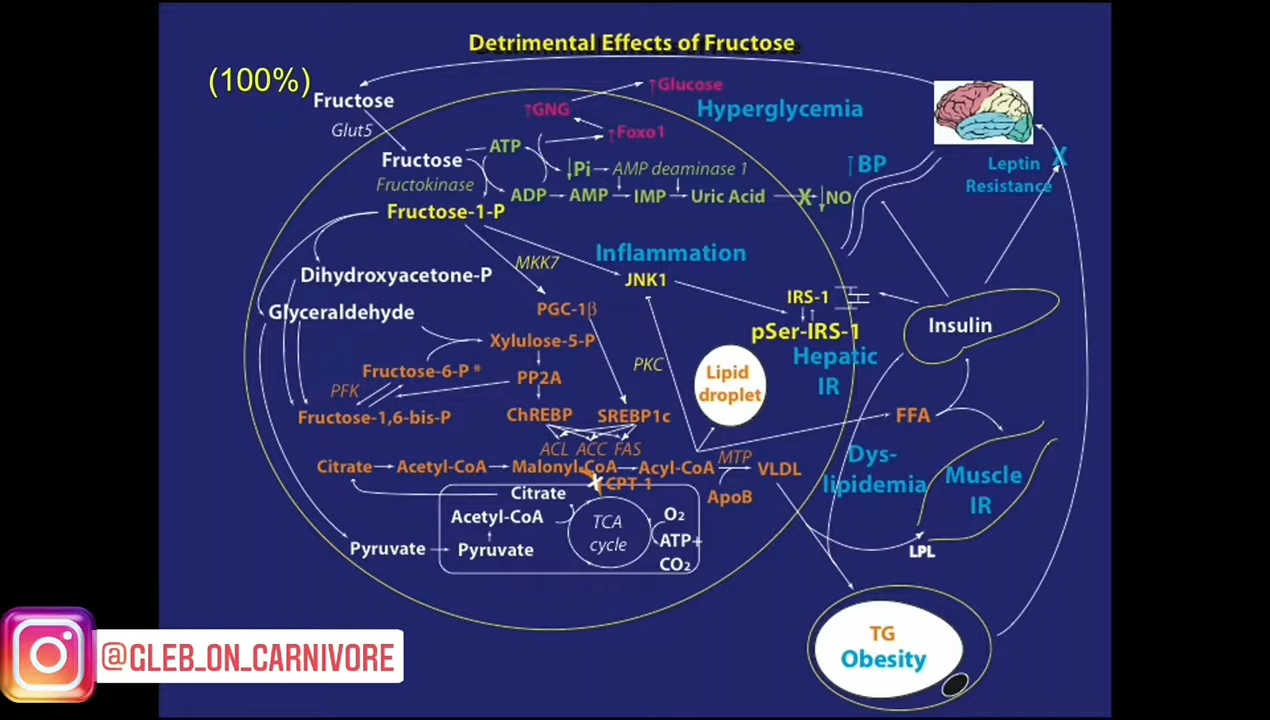 Detrimental Effects of Fructose
(100%)
Fructose
Glut5
Fructose
Fructokinase
Fructose-1-P
ATP
ADP
↑GNG
↑Glucose
Hyperglycemia
↑Foxo1
↓Pi
AMP deaminase 1
AMP
IMP
Uric Acid
X
↓NO
↑BP
Leptin
Resistance
X
Inflammation
MKK7
JNK1
Dihydroxyacetone-P
Glyceraldehyde
PGC-1β
IRS-1
pSer-IRS-1
Hepatic
IR
Insulin
Xylulose-5-P
Fructose-6-P*
PFK
PP2A
PKC
Lipid
droplet
Fructose-1,6-bis-P
ChREBP
SREBP1c
FFA
ACL ACC FAS
Citrate
Acetyl-CoA
Malonyl-CoA
Acyl-CoA
MTP
VLDL
ApoB
X
CPT-1
Dys-
lipidemia
Muscle
IR
LPL
Citrate
Acetyl-CoA
TCA
cycle
O2
ATP+
CO2
Pyruvate
Pyruvate
TG
Obesity
@GLEB_ON_CARNIVORE